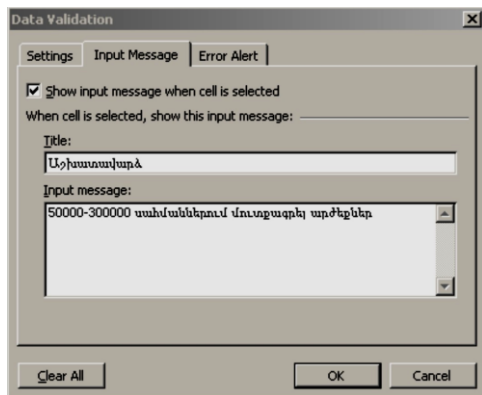 Data Validation
Settings Input Message Error Alert
Show input message when cell is selected
When cell is selected, show this input message:
Title:
Աշխատավարձ
Input message:
50000-300000 սահմաններում մուտքագրել արժեքներ
Clear All OK Cancel